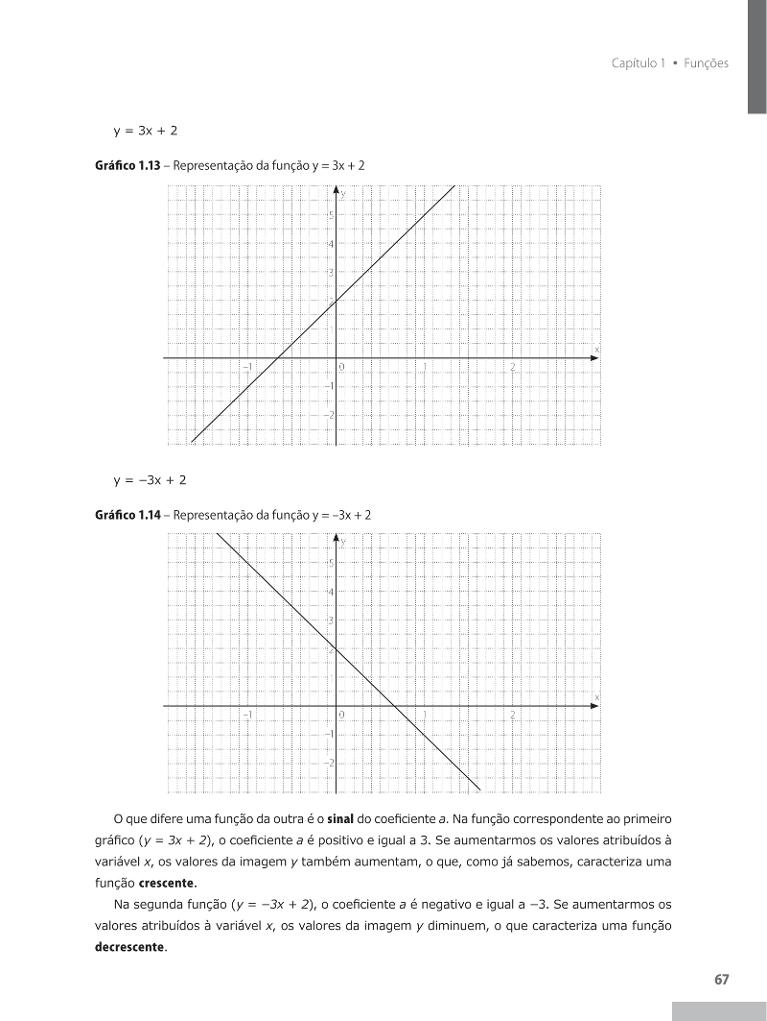 Capítulo 1 • Funções
y = 3x + 2
Gráfico 1.13 – Representação da função y = 3x + 2
y
5
4
3
2
1
x
–1
0
1
2
–1
–2
y = −3x + 2
Gráfico 1.14 – Representação da função y = –3x + 2
y
5
4
3
2
1
x
–1
0
1
2
–1
–2
O que difere uma função da outra é o sinal do coeficiente a. Na função correspondente ao primeiro
gráfico (y = 3x + 2), o coeficiente a é positivo e igual a 3. Se aumentarmos os valores atribuídos à
variável x, os valores da imagem y também aumentam, o que, como já sabemos, caracteriza uma
função crescente.
Na segunda função (y = −3x + 2), o coeficiente a é negativo e igual a −3. Se aumentarmos os
valores atribuídos à variável x, os valores da imagem y diminuem, o que caracteriza uma função
decrescente.
67